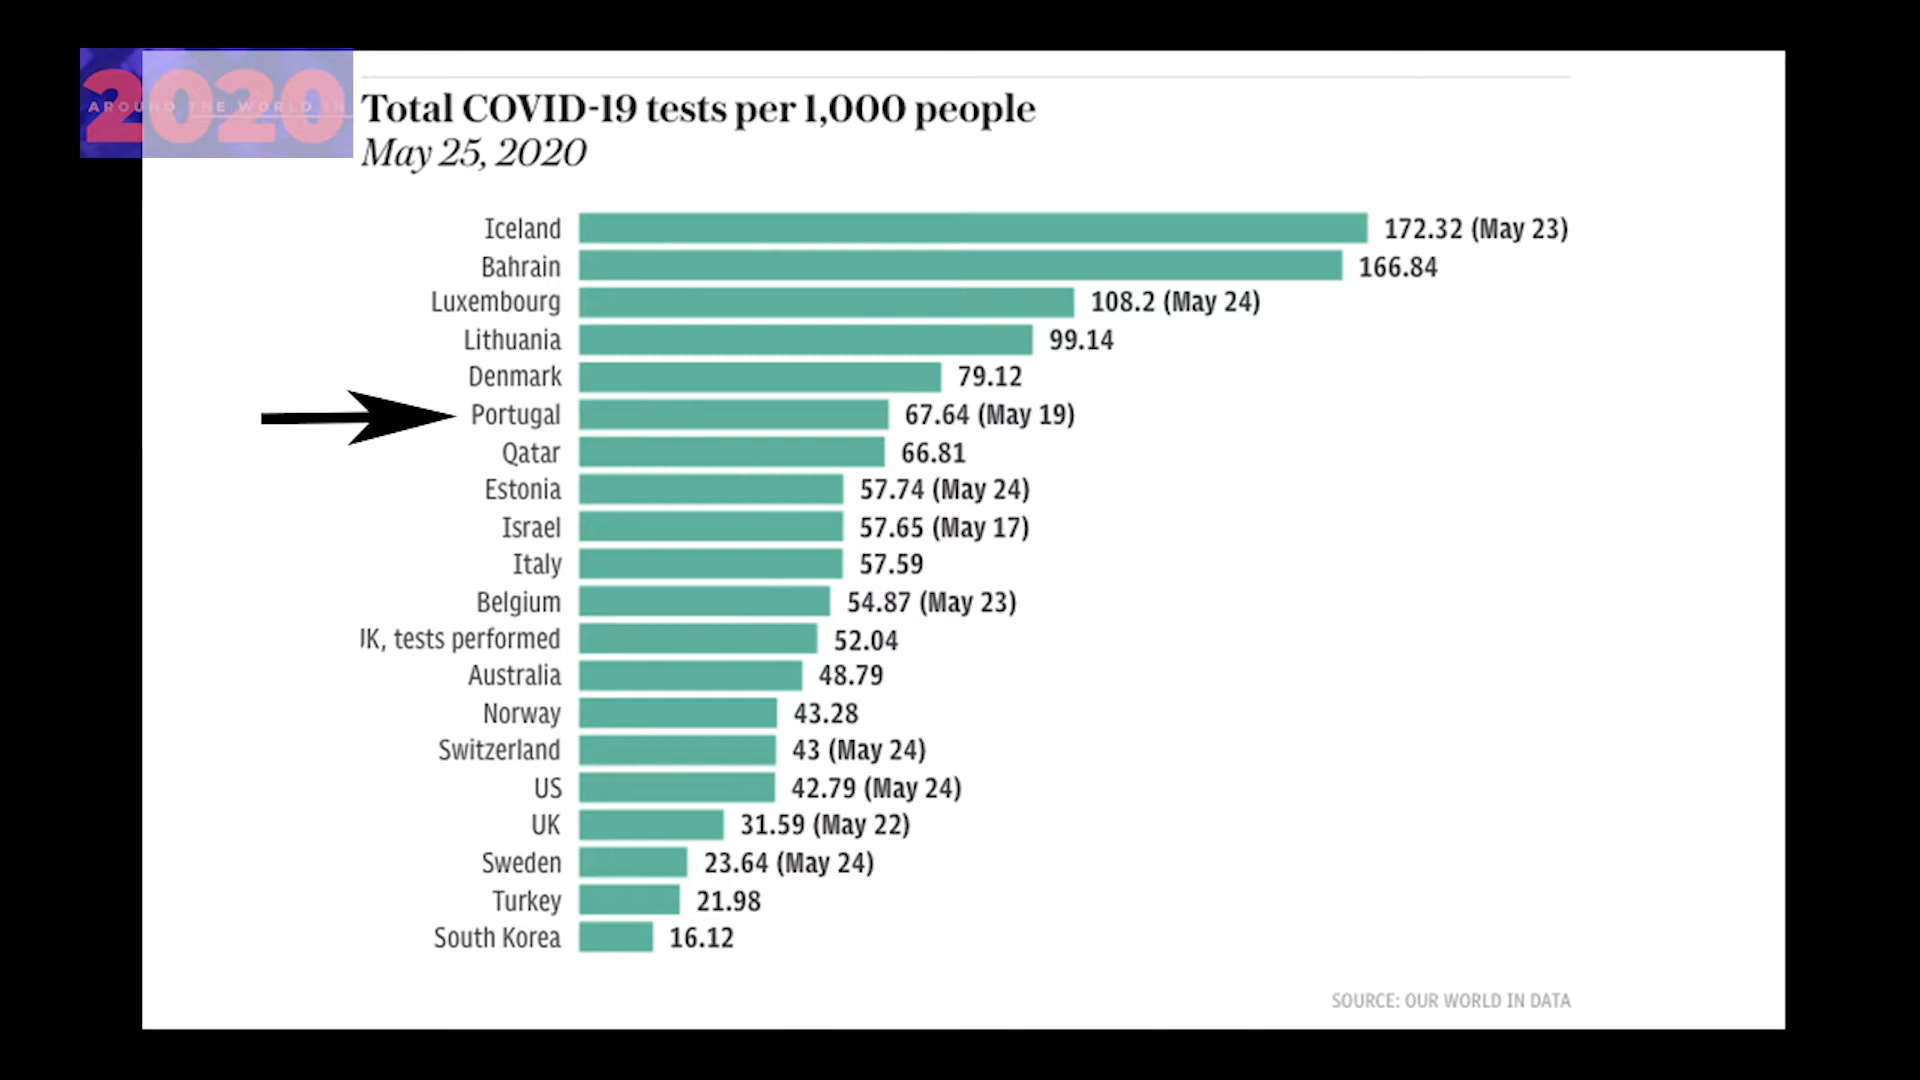 2020
AROUND THE WORLD IN
Total COVID-19 tests per 1,000 people
May 25, 2020
Iceland 172.32 (May 23)
Bahrain 166.84
Luxembourg 108.2 (May 24)
Lithuania 99.14
Denmark 79.12
Portugal 67.64 (May 19)
Qatar 66.81
Estonia 57.74 (May 24)
Israel 57.65 (May 17)
Italy 57.59
Belgium 54.87 (May 23)
JK, tests performed 52.04
Australia 48.79
Norway 43.28
Switzerland 43 (May 24)
US 42.79 (May 24)
UK 31.59 (May 22)
Sweden 23.64 (May 24)
Turkey 21.98
South Korea 16.12
SOURCE: OUR WORLD IN DATA